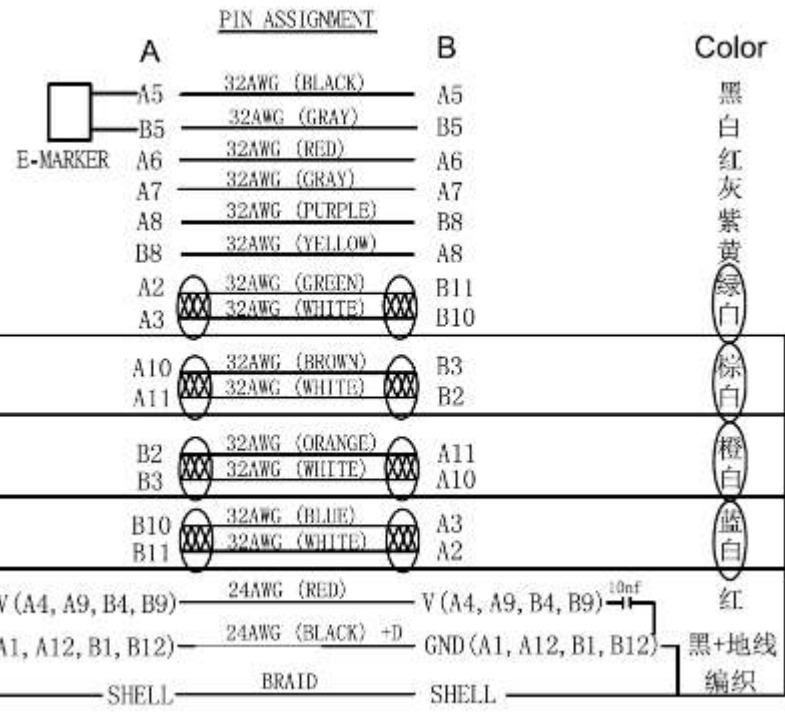 PIN ASSIGNMENT
A B Color
A5 32AWG (BLACK) A5 黑
B5 32AWG (GRAY) B5 白
E-MARKER A6 32AWG (RED) A6 红
A7 32AWG (GRAY) A7 灰
A8 32AWG (PURPLE) B8 紫
B8 32AWG (YELLOW) A8 黄
A2 32AWG (GREEN) B11 绿
A3 32AWG (WHITE) B10 白
A10 32AWG (BROWN) B3 棕
A11 32AWG (WHITE) B2 白
B2 32AWG (ORANGE) A11 橙
B3 32AWG (WHITE) A10 白
B10 32AWG (BLUE) A3 蓝
B11 32AWG (WHITE) A2 白
V(A4, A9, B4, B9) 24AWG (RED) V(A4, A9, B4, B9) 10nf 红
A1, A12, B1, B12) 24AWG (BLACK) +D GND(A1, A12, B1, B12) 黑+地线
SHELL BRAID SHELL 编织